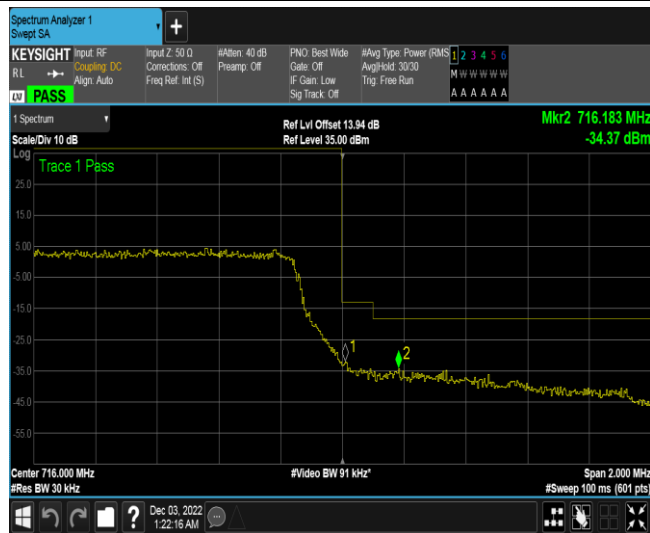 Spectrum Analyzer 1
Swept SA
+
KEYSIGHT
RL
LXI
PASS
Input: RF
Coupling: DC
Align: Auto
Input Z: 50 Ω
Corrections: Off
Freq Ref: Int (S)
#Atten: 40 dB
Preamp: Off
PNO: Best Wide
Gate: Off
IF Gain: Low
Sig Track: Off
#Avg Type: Power (RMS
Avg|Hold: 30/30
Trig: Free Run
1 2 3 4 5 6
M W W W W W
A A A A A A
1 Spectrum
Scale/Div 10 dB
Ref Lvl Offset 13.94 dB
Ref Level 35.00 dBm
Mkr2 716.183 MHz
-34.37 dBm
Log
Trace 1 Pass
25.0
15.0
5.00
-5.00
-15.0
-25.0
-35.0
-45.0
-55.0
1
2
Center 716.000 MHz
#Res BW 30 kHz
#Video BW 91 kHz*
Span 2.000 MHz
#Sweep 100 ms (601 pts)
?
Dec 03, 2022
1:22:16 AM